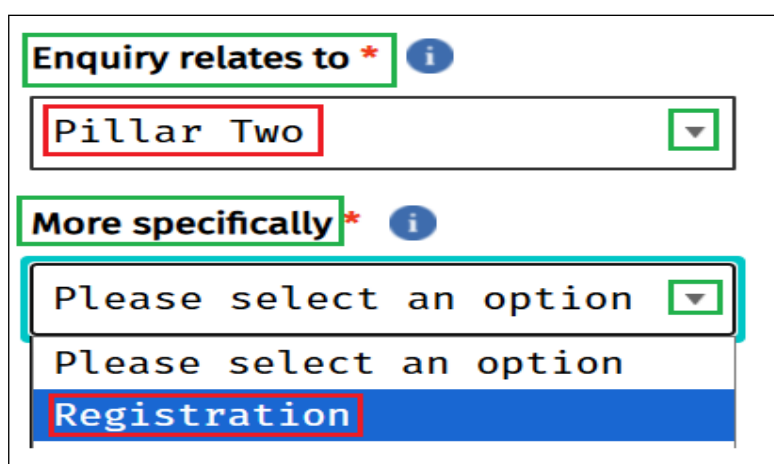 Enquiry relates to * i
Pillar Two
More specifically * i
Please select an option
Please select an option
Registration